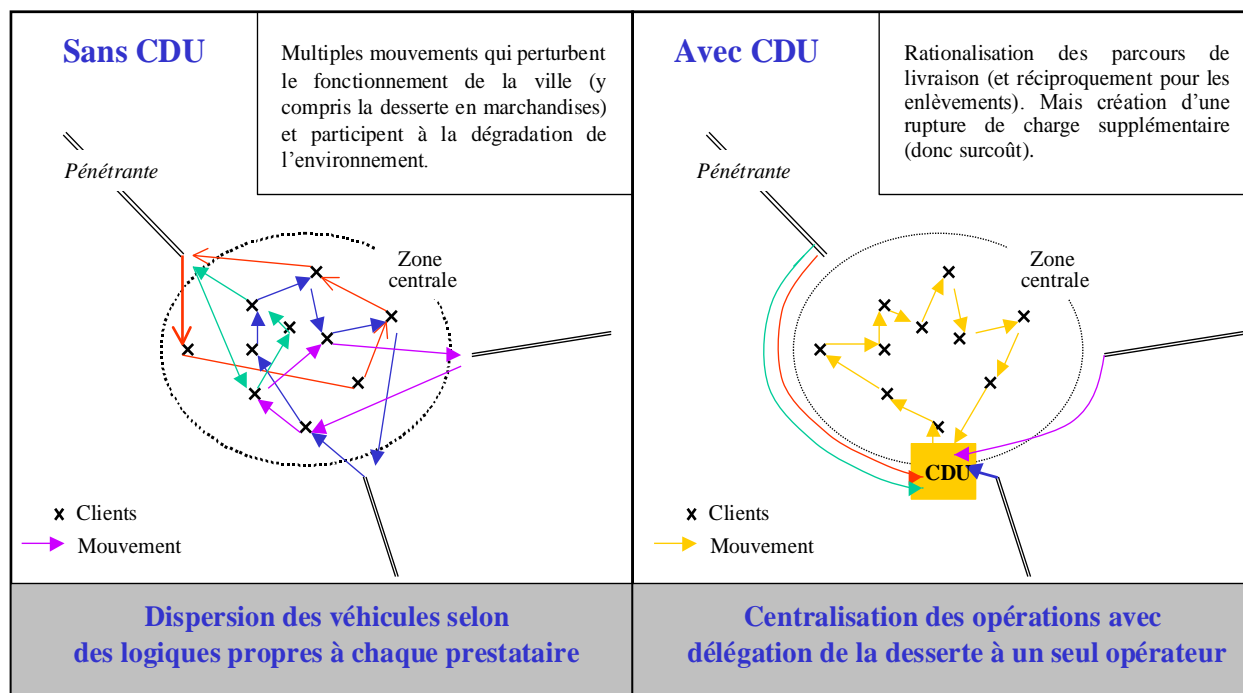 Sans CDU
Multiples mouvements qui perturbent
le fonctionnement de la ville (y
compris la desserte en marchandises)
et participent à la dégradation de
l’environnement.
Pénétrante
Zone
centrale
Clients
Mouvement
Dispersion des véhicules selon
des logiques propres à chaque prestataire
Avec CDU
Rationalisation des parcours de
livraison (et réciproquement pour les
enlèvements). Mais création d’une
rupture de charge supplémentaire
(donc surcoût).
Pénétrante
Zone
centrale
CDU
Clients
Mouvement
Centralisation des opérations avec
délégation de la desserte à un seul opérateur